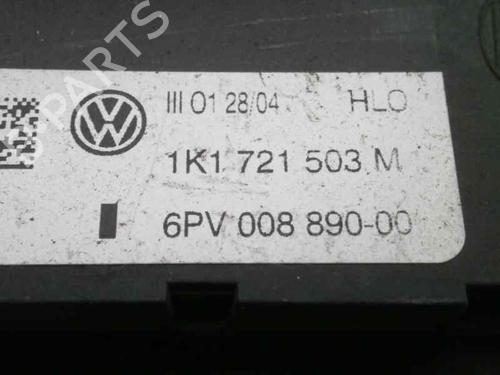 III 01 28/04 HLO
1K1 721 503 M
6PV 008 890-00
B-PARTS